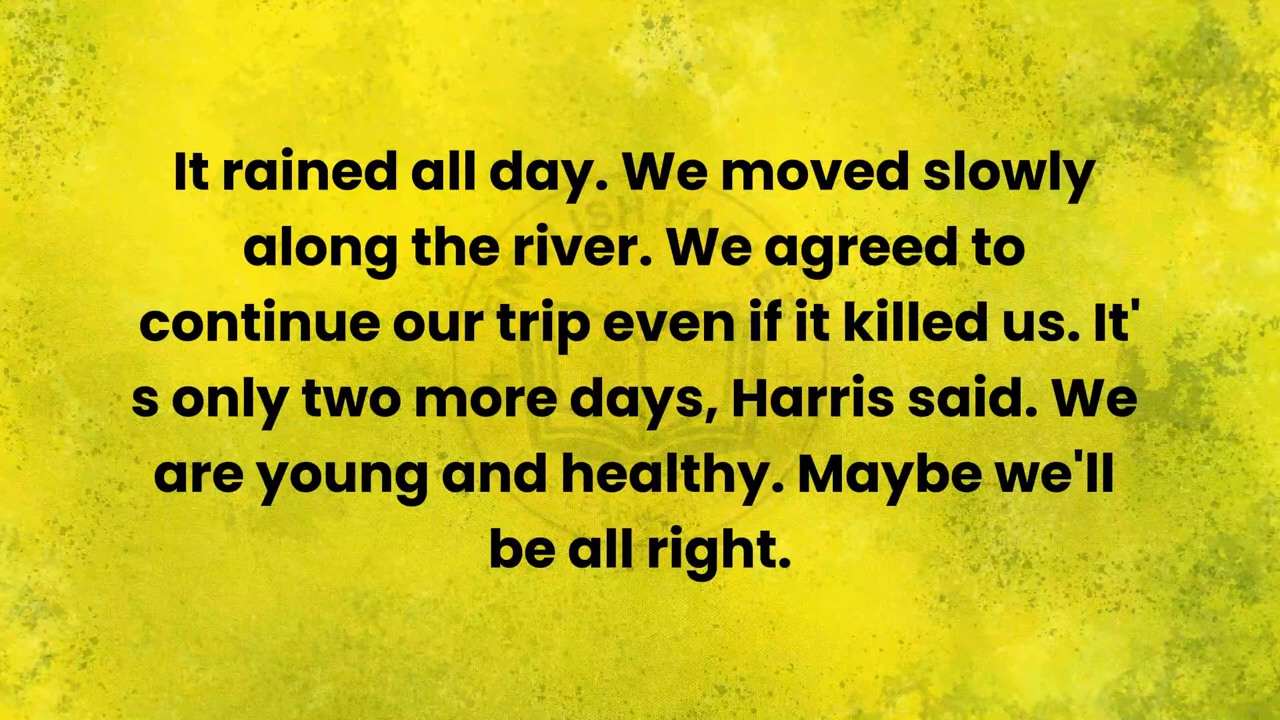 It rained all day. We moved slowly
along the river. We agreed to
continue our trip even if it killed us. It'
s only two more days, Harris said. We
are young and healthy. Maybe we'll
be all right.